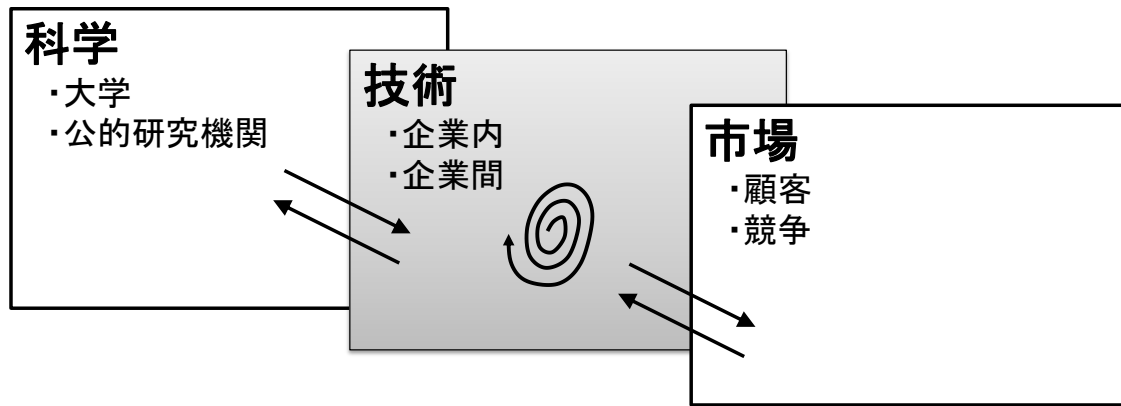 科学
・大学
・公的研究機関
技術
・企業内
・企業間
市場
・顧客
・競争